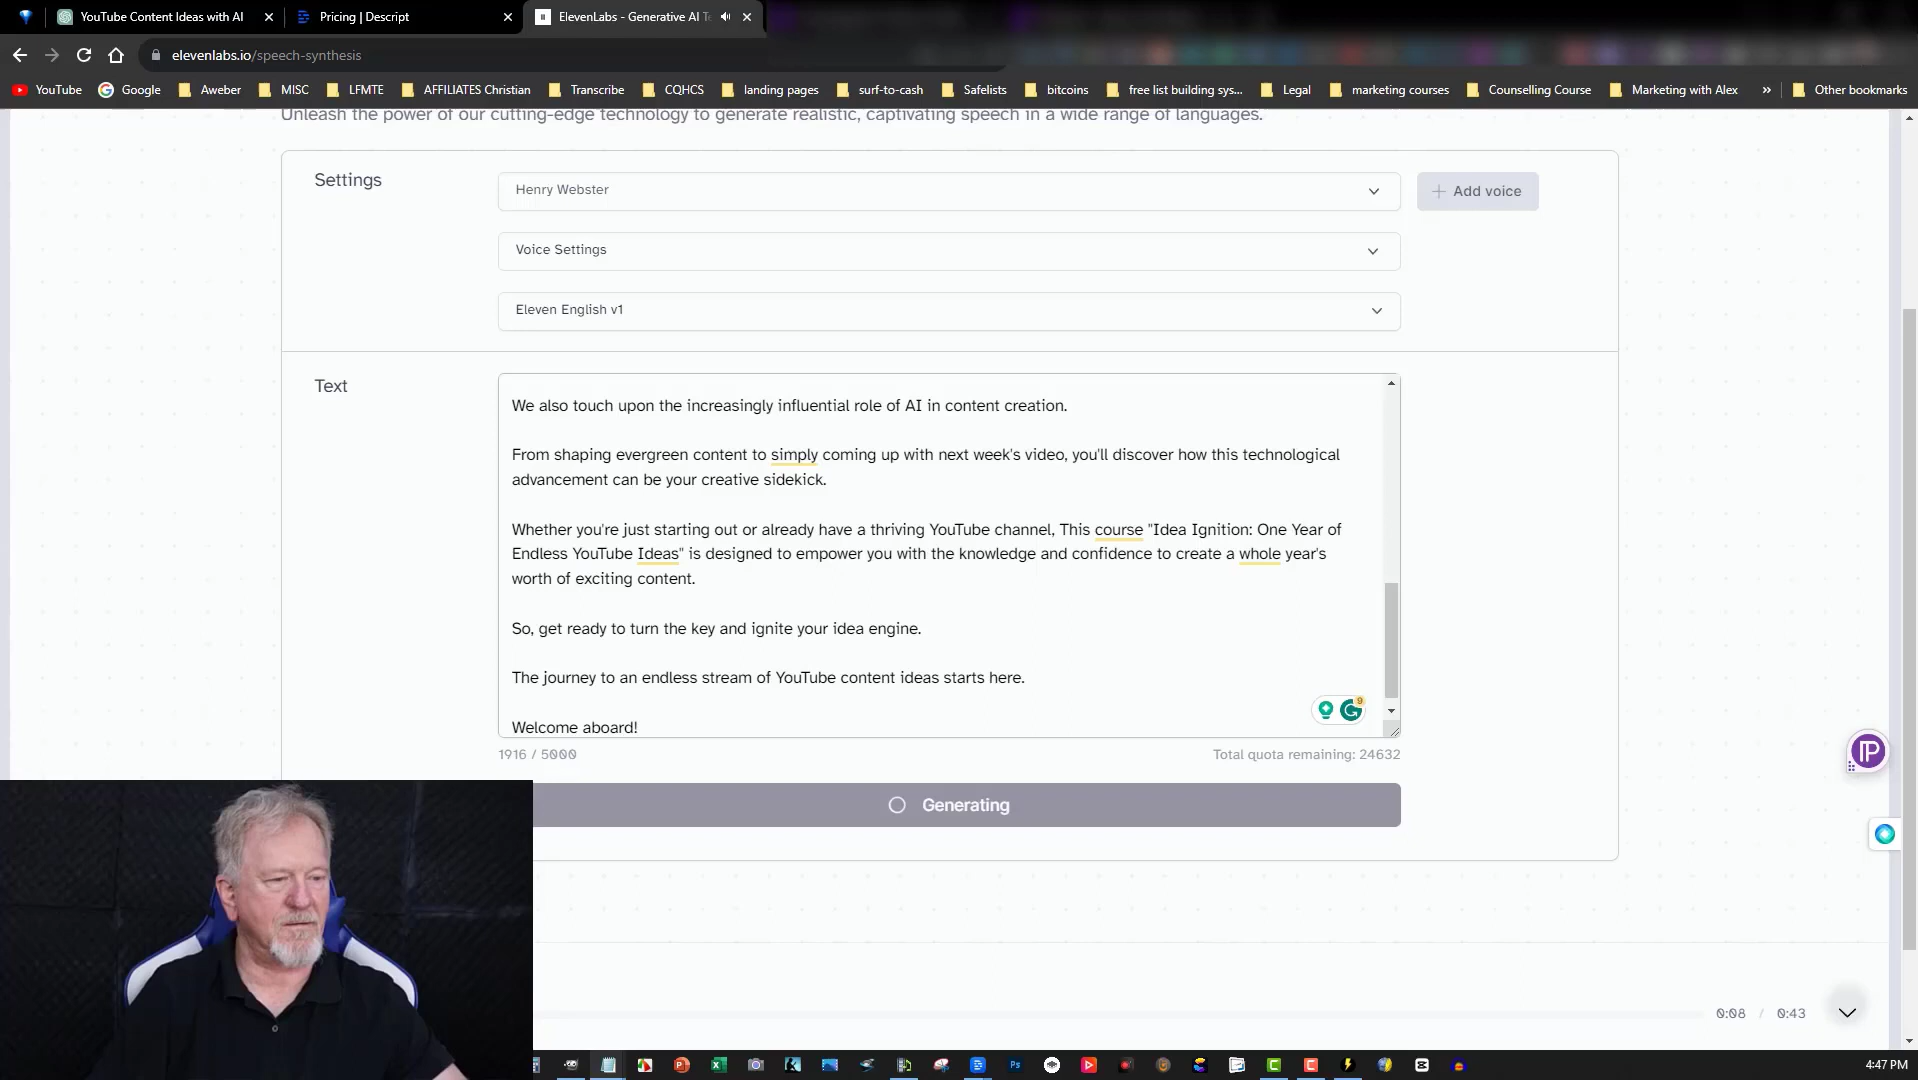 YouTube Content Ideas with AI
Pricing | Descript
ElevenLabs - Generative AI Te
elevenlabs.io/speech-synthesis
YouTube
Google
Aweber
MISC
LFMTE
AFFILIATES Christian
Transcribe
CQHCS
landing pages
surf-to-cash
Safelists
bitcoins
free list building sys...
Legal
marketing courses
Counselling Course
Marketing with Alex
»
Other bookmarks
Unleash the power of our cutting-edge technology to generate realistic, captivating speech in a wide range of languages.
Settings
Henry Webster
+ Add voice
Voice Settings
Eleven English v1
Text
We also touch upon the increasingly influential role of AI in content creation.
From shaping evergreen content to simply coming up with next week's video, you'll discover how this technological
advancement can be your creative sidekick.
Whether you're just starting out or already have a thriving YouTube channel, This course "Idea Ignition: One Year of
Endless YouTube Ideas" is designed to empower you with the knowledge and confidence to create a whole year's
worth of exciting content.
So, get ready to turn the key and ignite your idea engine.
The journey to an endless stream of YouTube content ideas starts here.
Welcome aboard!
9
1916 / 5000
Total quota remaining: 24632
Generating
0:08 / 0:43
4:47 PM